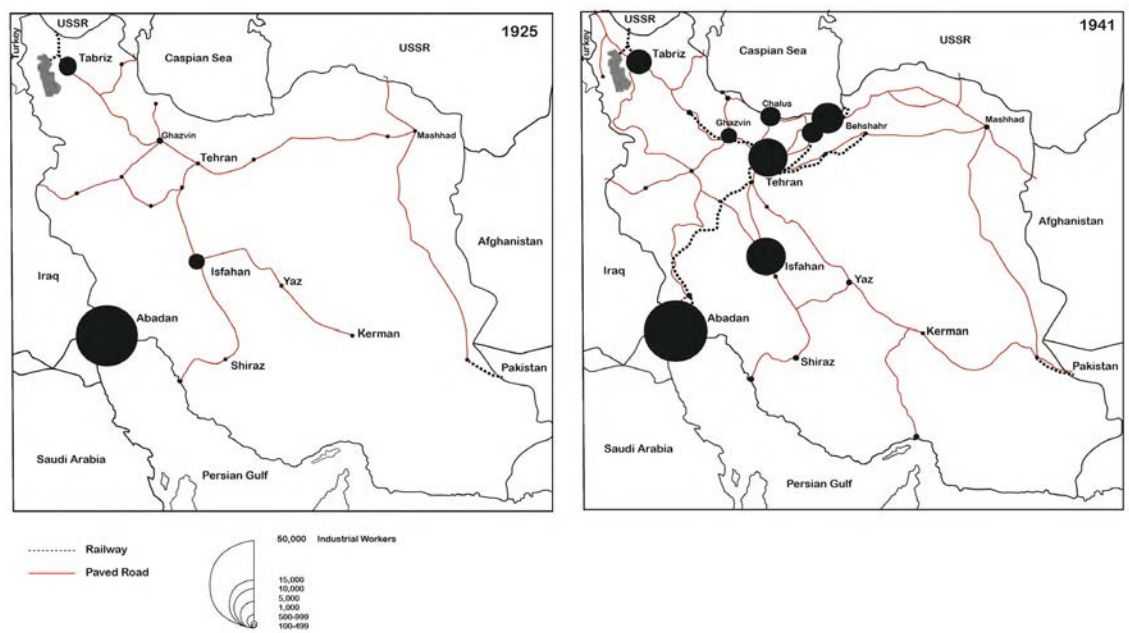 1925
USSR
Turkey
Tabriz
Caspian Sea
USSR
Ghazvin
Tehran
Mashhad
Afghanistan
Isfahan
Iraq
Yaz
Abadan
Kerman
Shiraz
Pakistan
Saudi Arabia
Persian Gulf
1941
USSR
Turkey
Tabriz
Caspian Sea
USSR
Chalus
Ghazvin
Behshahr
Mashhad
Tehran
Afghanistan
Isfahan
Iraq
Yaz
Abadan
Kerman
Shiraz
Pakistan
Saudi Arabia
Persian Gulf
Railway
Paved Road
50,000 Industrial Workers
15,000
10,000
5,000
1,000
500-999
100-499